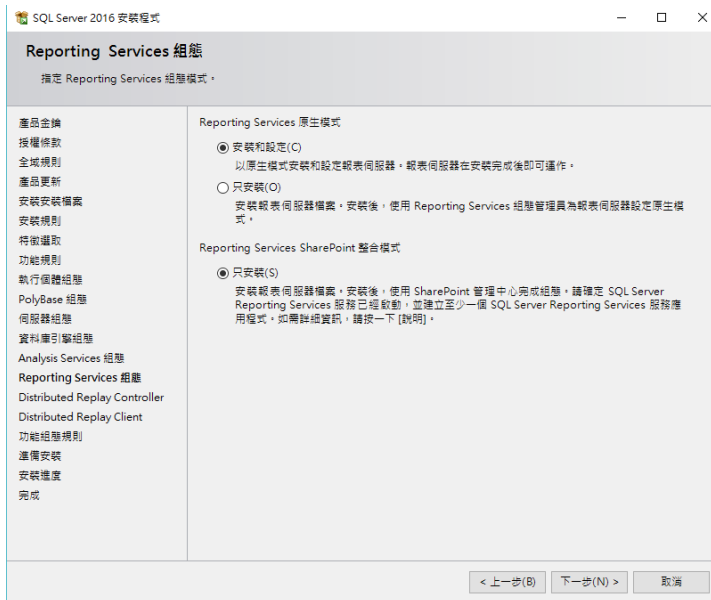 SQL Server 2016 安裝程式
Reporting Services 組態
指定 Reporting Services 組態模式。
產品金鑰
授權條款
全域規則
產品更新
安裝安裝檔案
安裝規則
特徵選取
功能規則
執行個體組態
PolyBase 組態
伺服器組態
資料庫引擎組態
Analysis Services 組態
Reporting Services 組態
Distributed Replay Controller
Distributed Replay Client
功能組態規則
準備安裝
安裝進度
完成
Reporting Services 原生模式
安裝和設定(C)
以原生模式安裝和設定報表伺服器。報表伺服器在安裝完成後即可運作。
只安裝(O)
安裝報表伺服器檔案。安裝後，使用 Reporting Services 組態管理員為報表伺服器設定原生模
式。
Reporting Services SharePoint 整合模式
只安裝(S)
安裝報表伺服器檔案。安裝後，使用 SharePoint 管理中心完成組態。請確定 SQL Server
Reporting Services 服務已經啟動，並建立至少一個 SQL Server Reporting Services 服務應
用程式。如需詳細資訊，請按一下 [說明]。
< 上一步(B)
下一步(N) >
取消